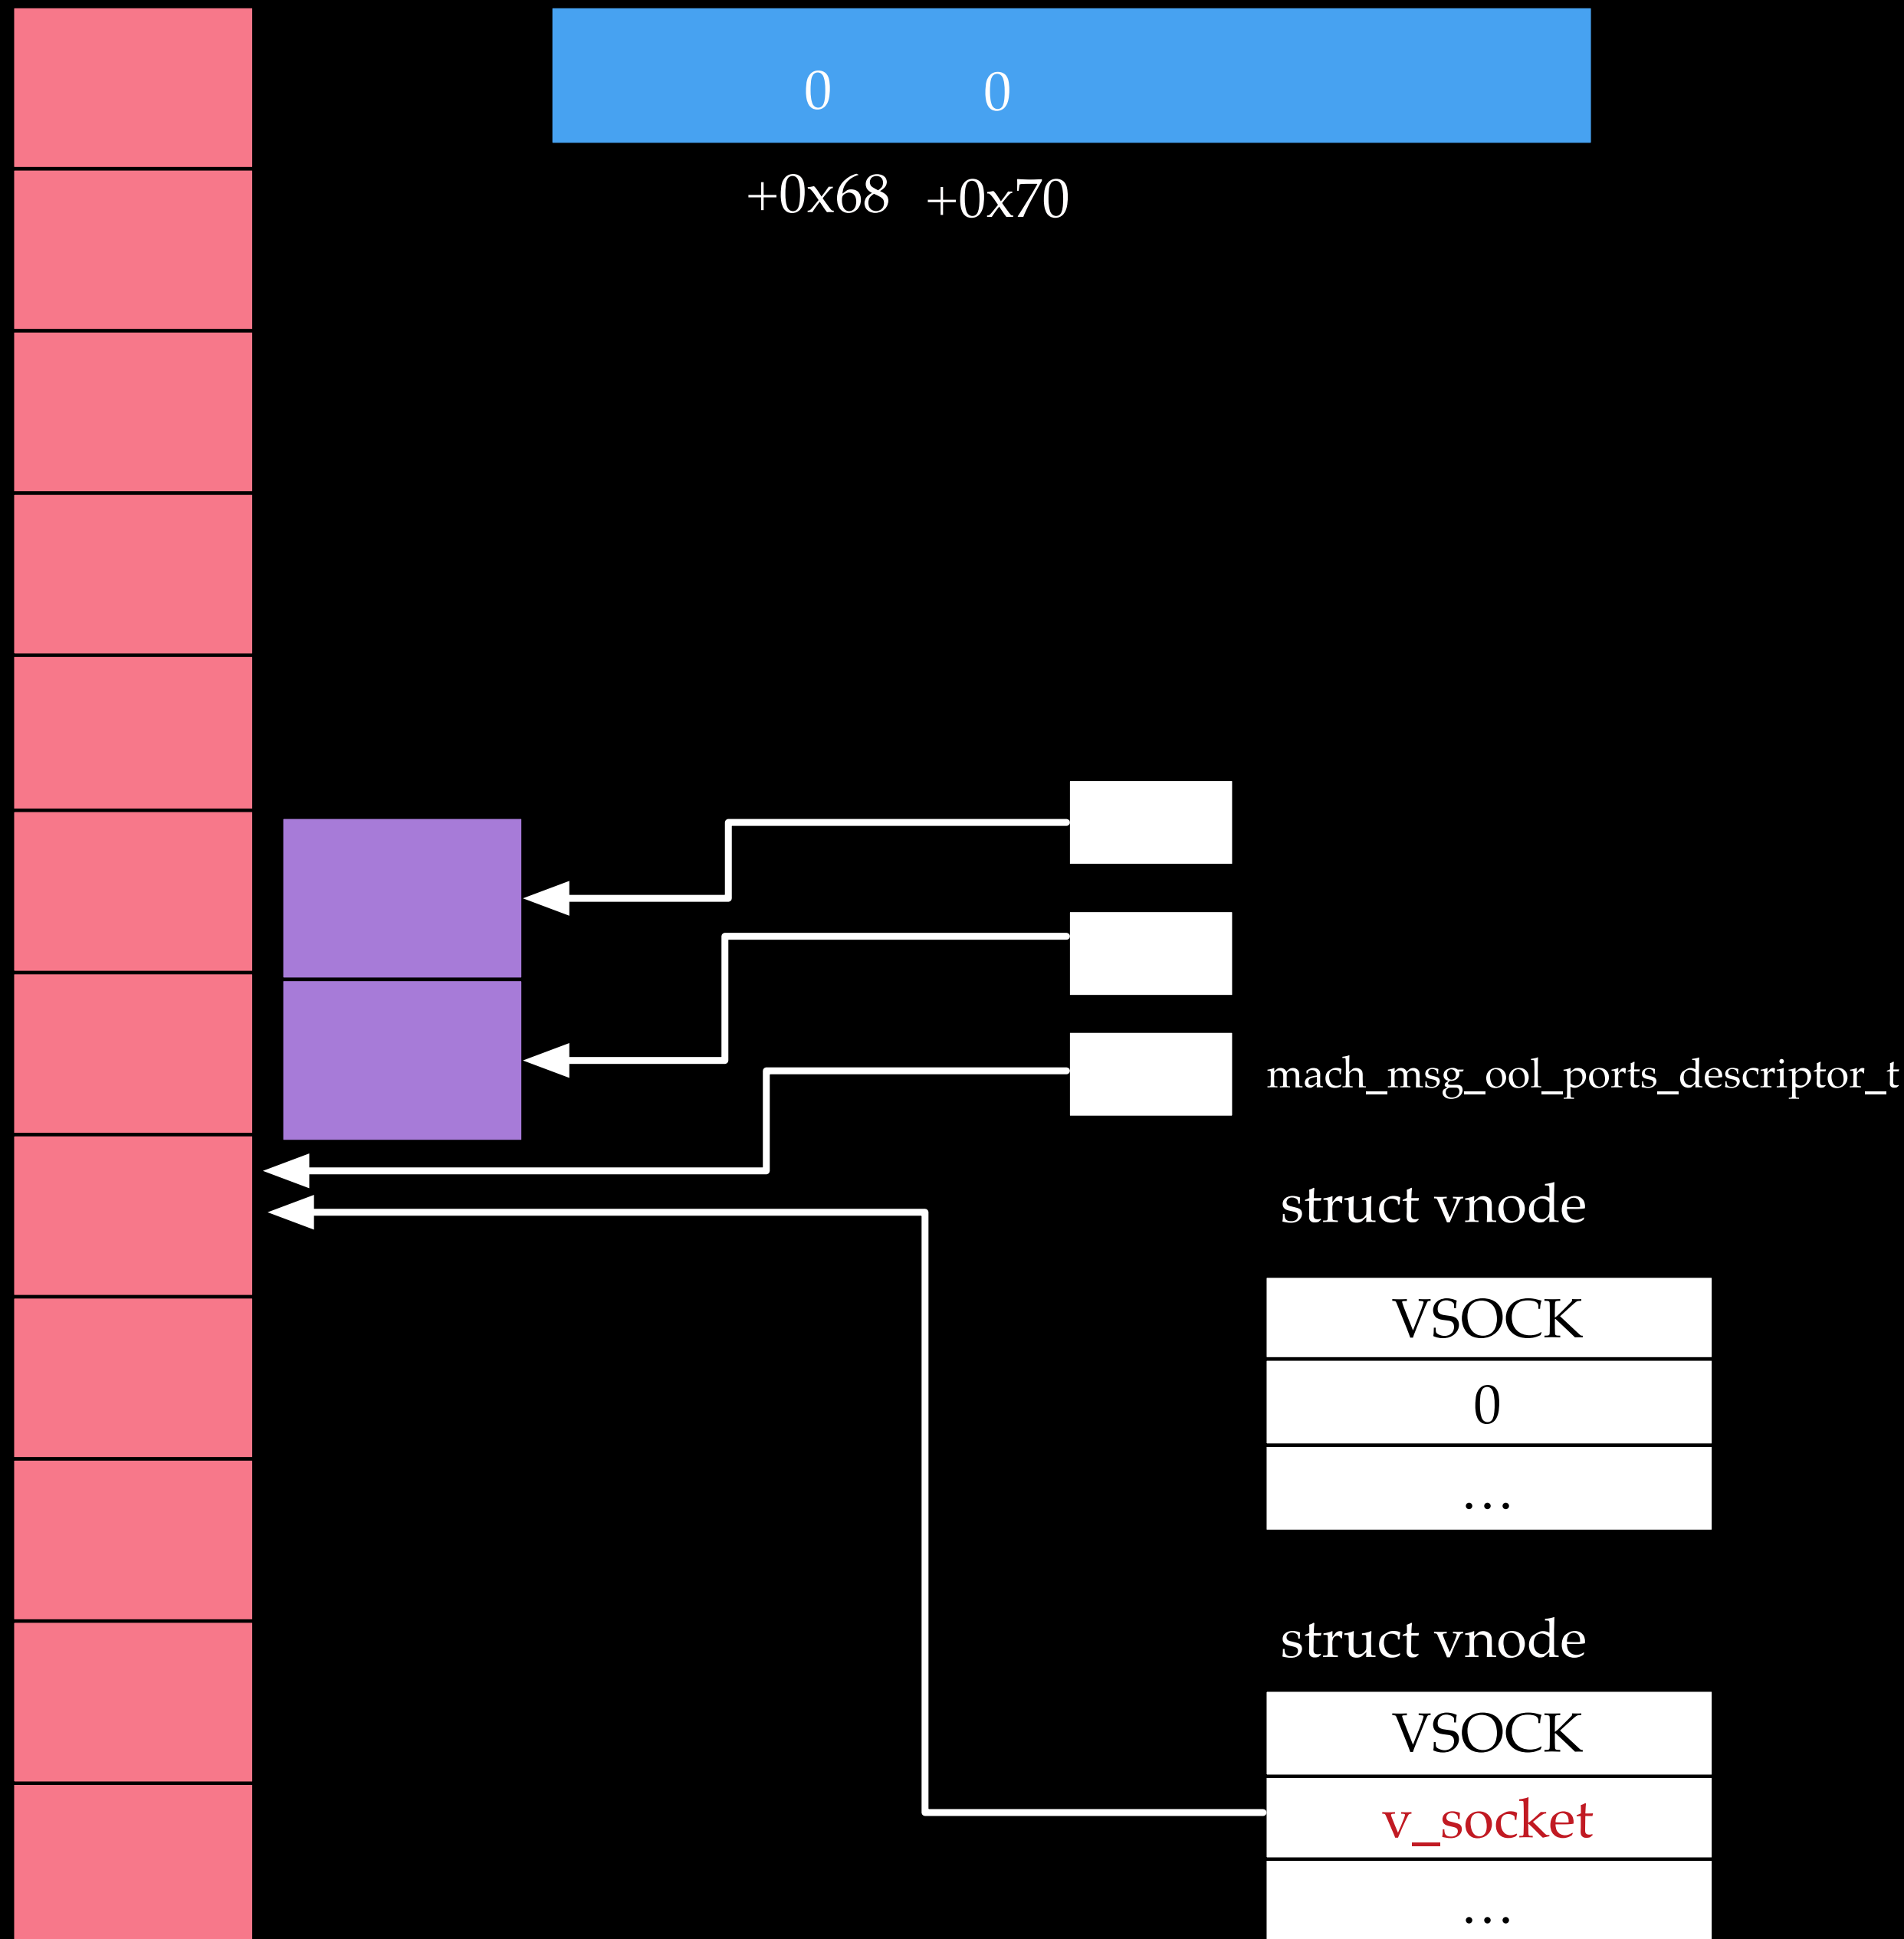 0 0
+0x68 +0x70
mach_msg_ool_ports_descriptor_t
struct vnode
VSOCK
0
...
struct vnode
VSOCK
v_socket
...